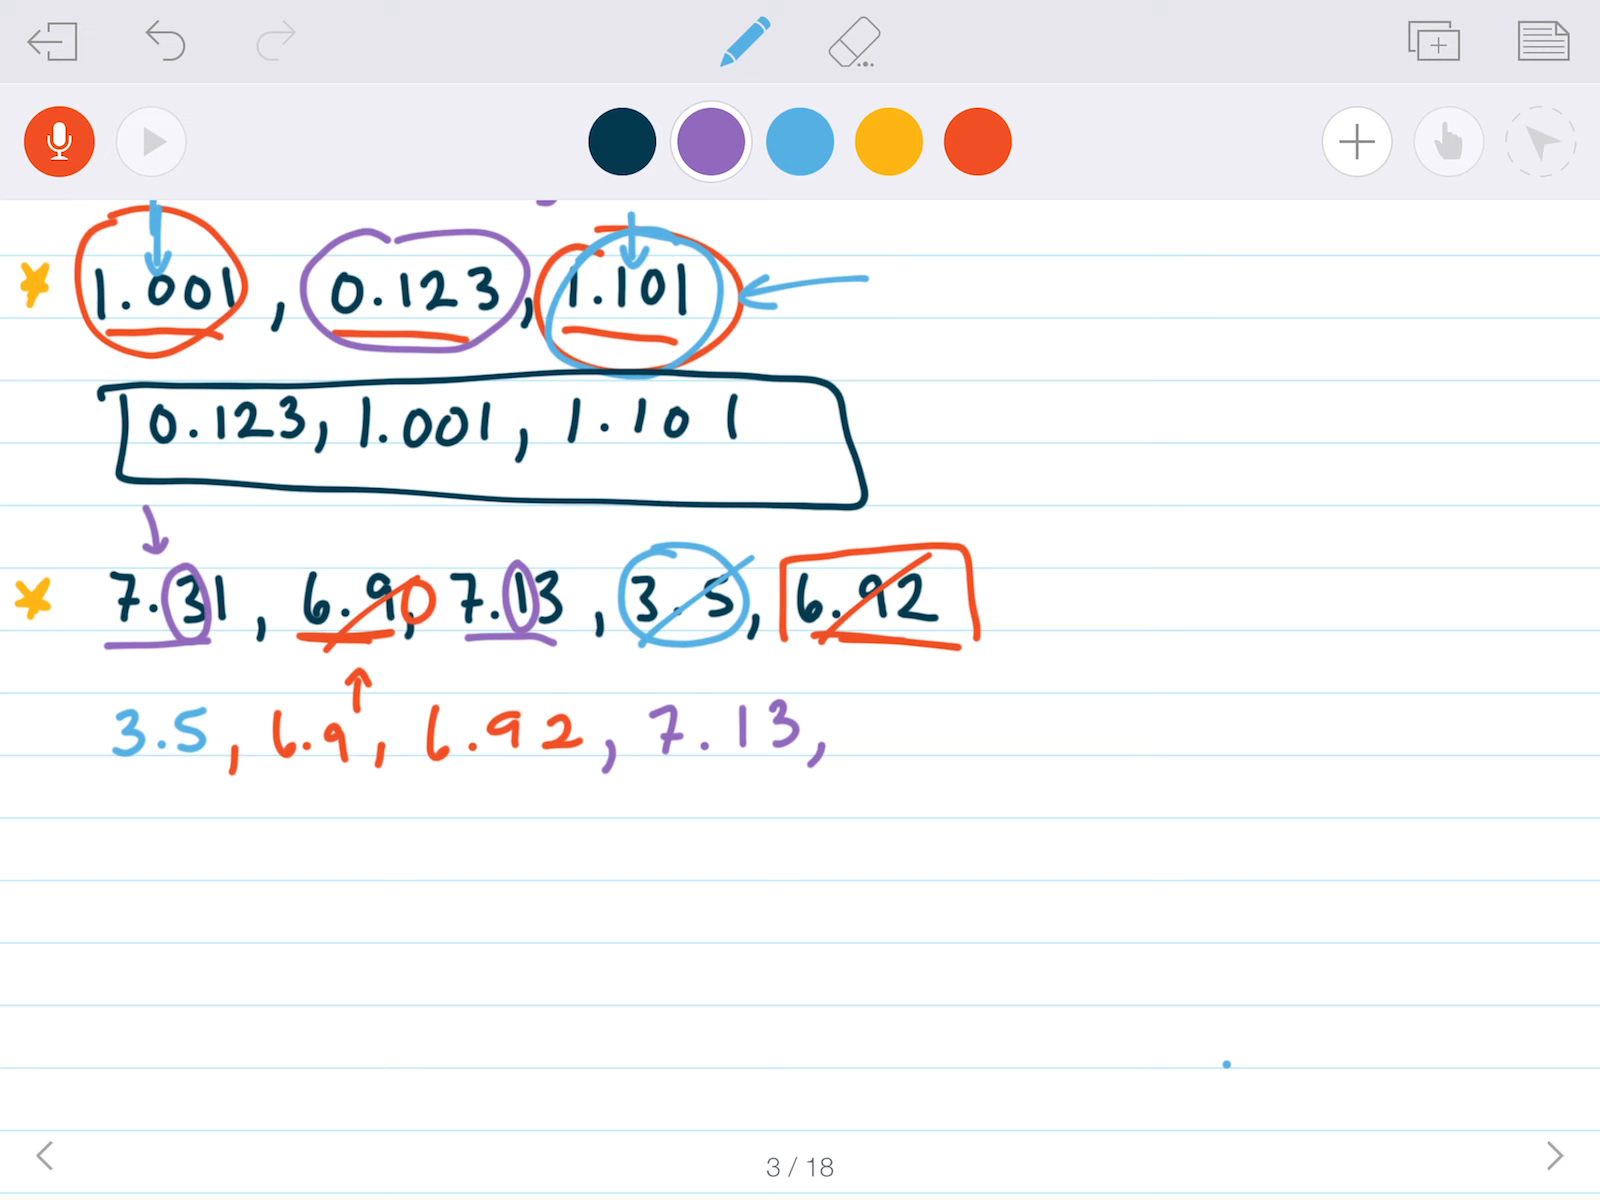 1.001, 0.123, 1.101
0.123, 1.001, 1.101
7.31, 6.90, 7.13, 3.5, 6.92
3.5, 6.9, 6.92, 7.13,
3 / 18